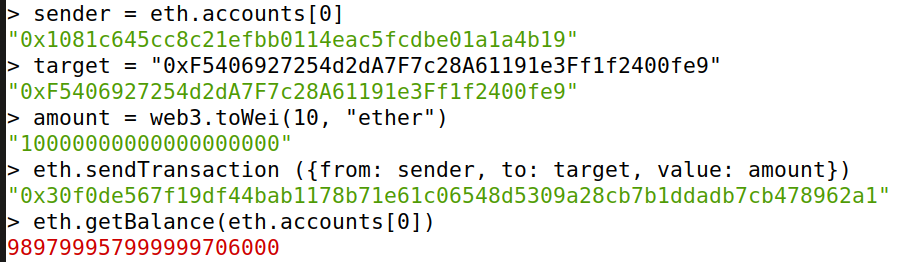 > sender = eth.accounts[0]
"0x1081c645cc8c21efbb0114eac5fcdbe01a1a4b19"
> target = "0xF5406927254d2dA7F7c28A61191e3Ff1f2400fe9"
"0xF5406927254d2dA7F7c28A61191e3Ff1f2400fe9"
> amount = web3.toWei(10, "ether")
"10000000000000000000"
> eth.sendTransaction ({from: sender, to: target, value: amount})
"0x30f0de567f19df44bab1178b71e61c06548d5309a28cb7b1ddadb7cb478962a1"
> eth.getBalance(eth.accounts[0])
989799957999999706000